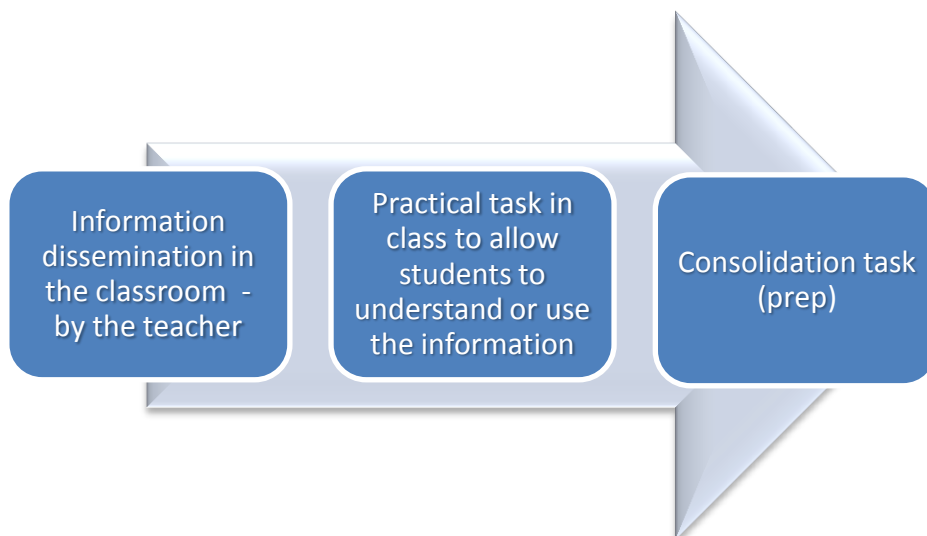 Information
dissemination in
the classroom  -
by the teacher
Practical task in
class to allow
students to
understand or use
the information
Consolidation task
(prep)